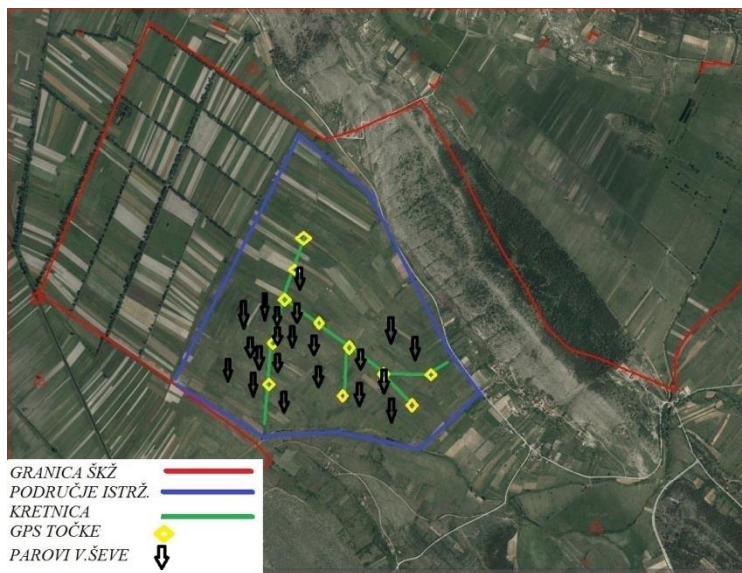 GRANICA ŠKŽ
PODRUČJE ISTRŽ.
KRETNICA
GPS TOČKE
PAROVI V.ŠEVE